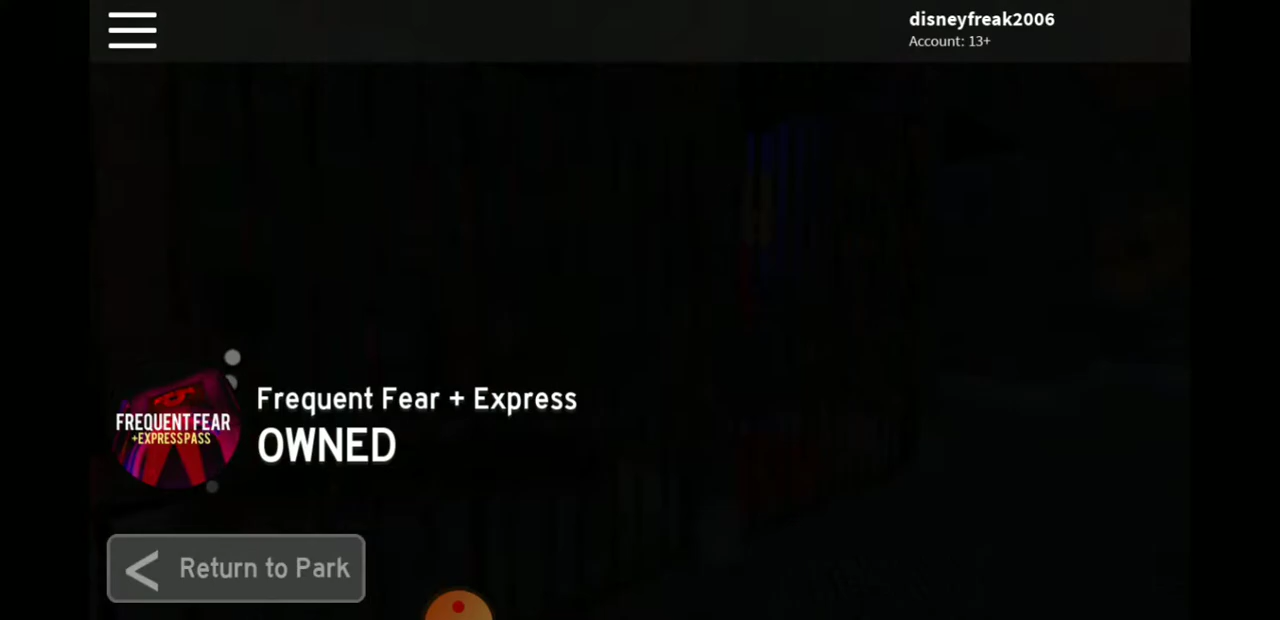 disneyfreak2006
Account: 13+
FREQUENT FEAR
+EXPRESS PASS
Frequent Fear + Express
OWNED
Return to Park